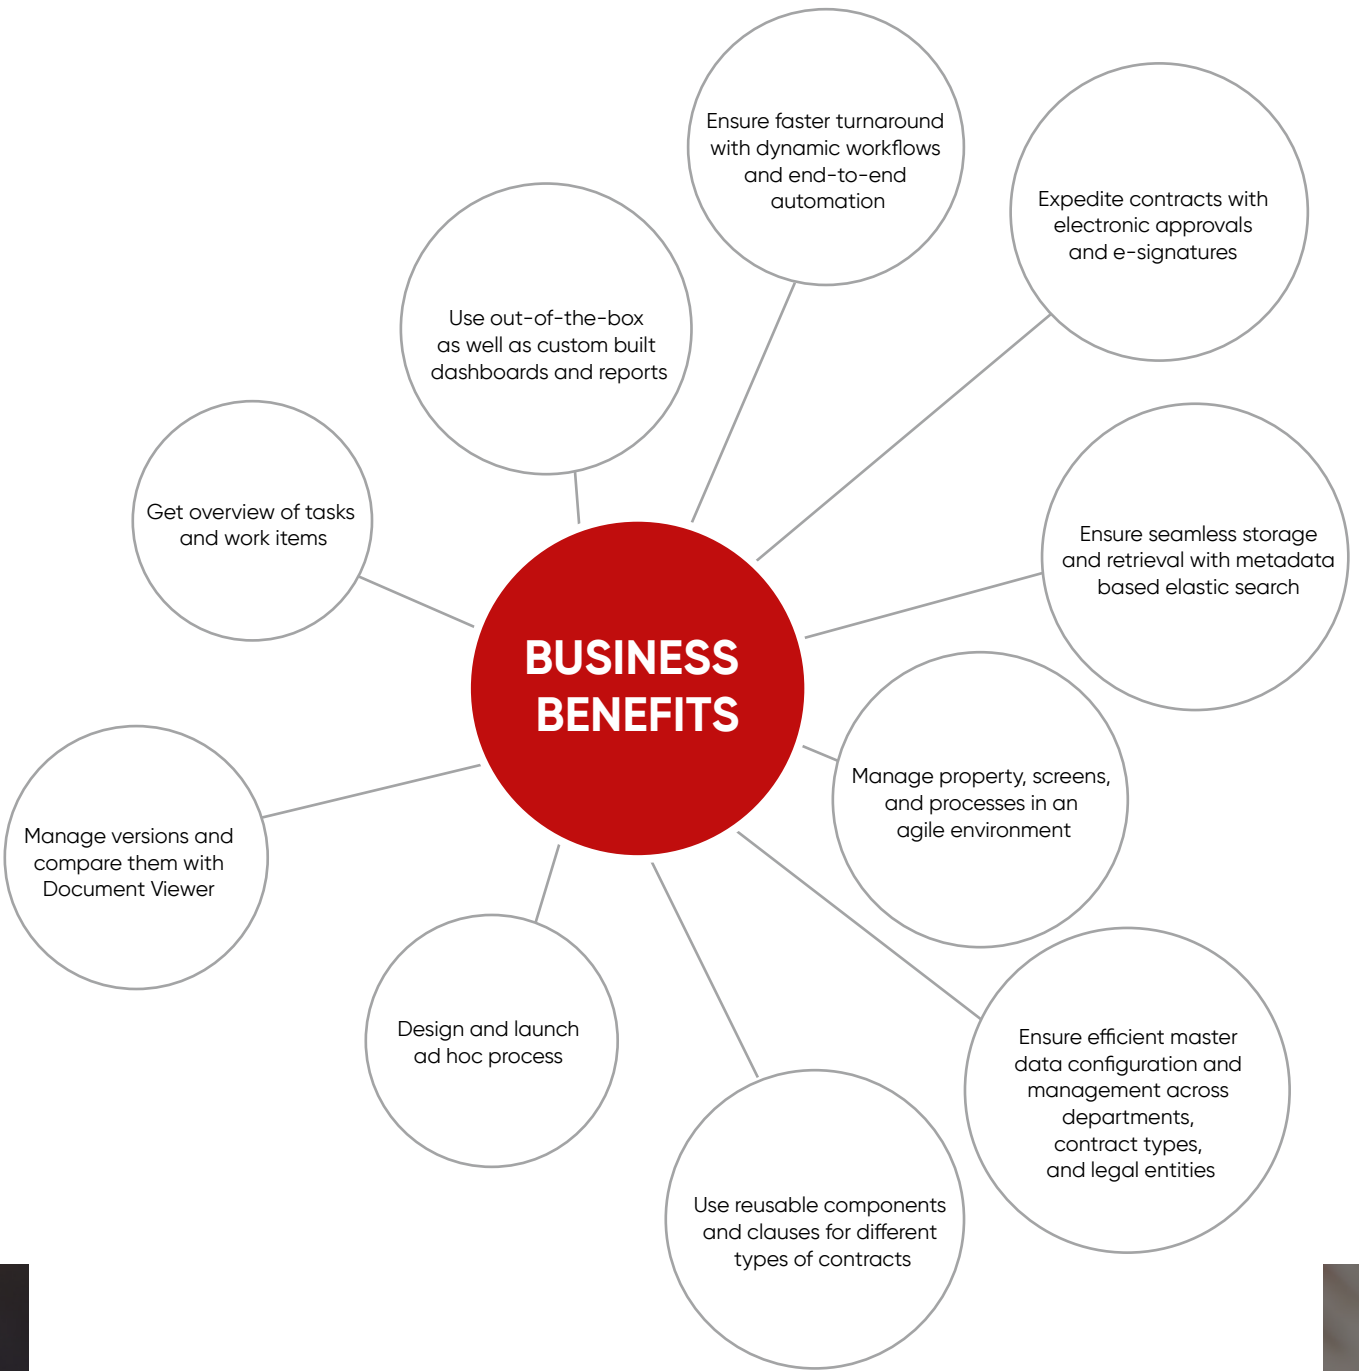 Ensure faster turnaround
with dynamic workflows
and end-to-end
automation
Expedite contracts with
electronic approvals
and e-signatures
Use out-of-the-box
as well as custom built
dashboards and reports
Get overview of tasks
and work items
Ensure seamless storage
and retrieval with metadata
based elastic search
BUSINESS
BENEFITS
Manage property, screens,
and processes in an
agile environment
Manage versions and
compare them with
Document Viewer
Design and launch
ad hoc process
Ensure efficient master
data configuration and
management across
departments,
contract types,
and legal entities
Use reusable components
and clauses for different
types of contracts